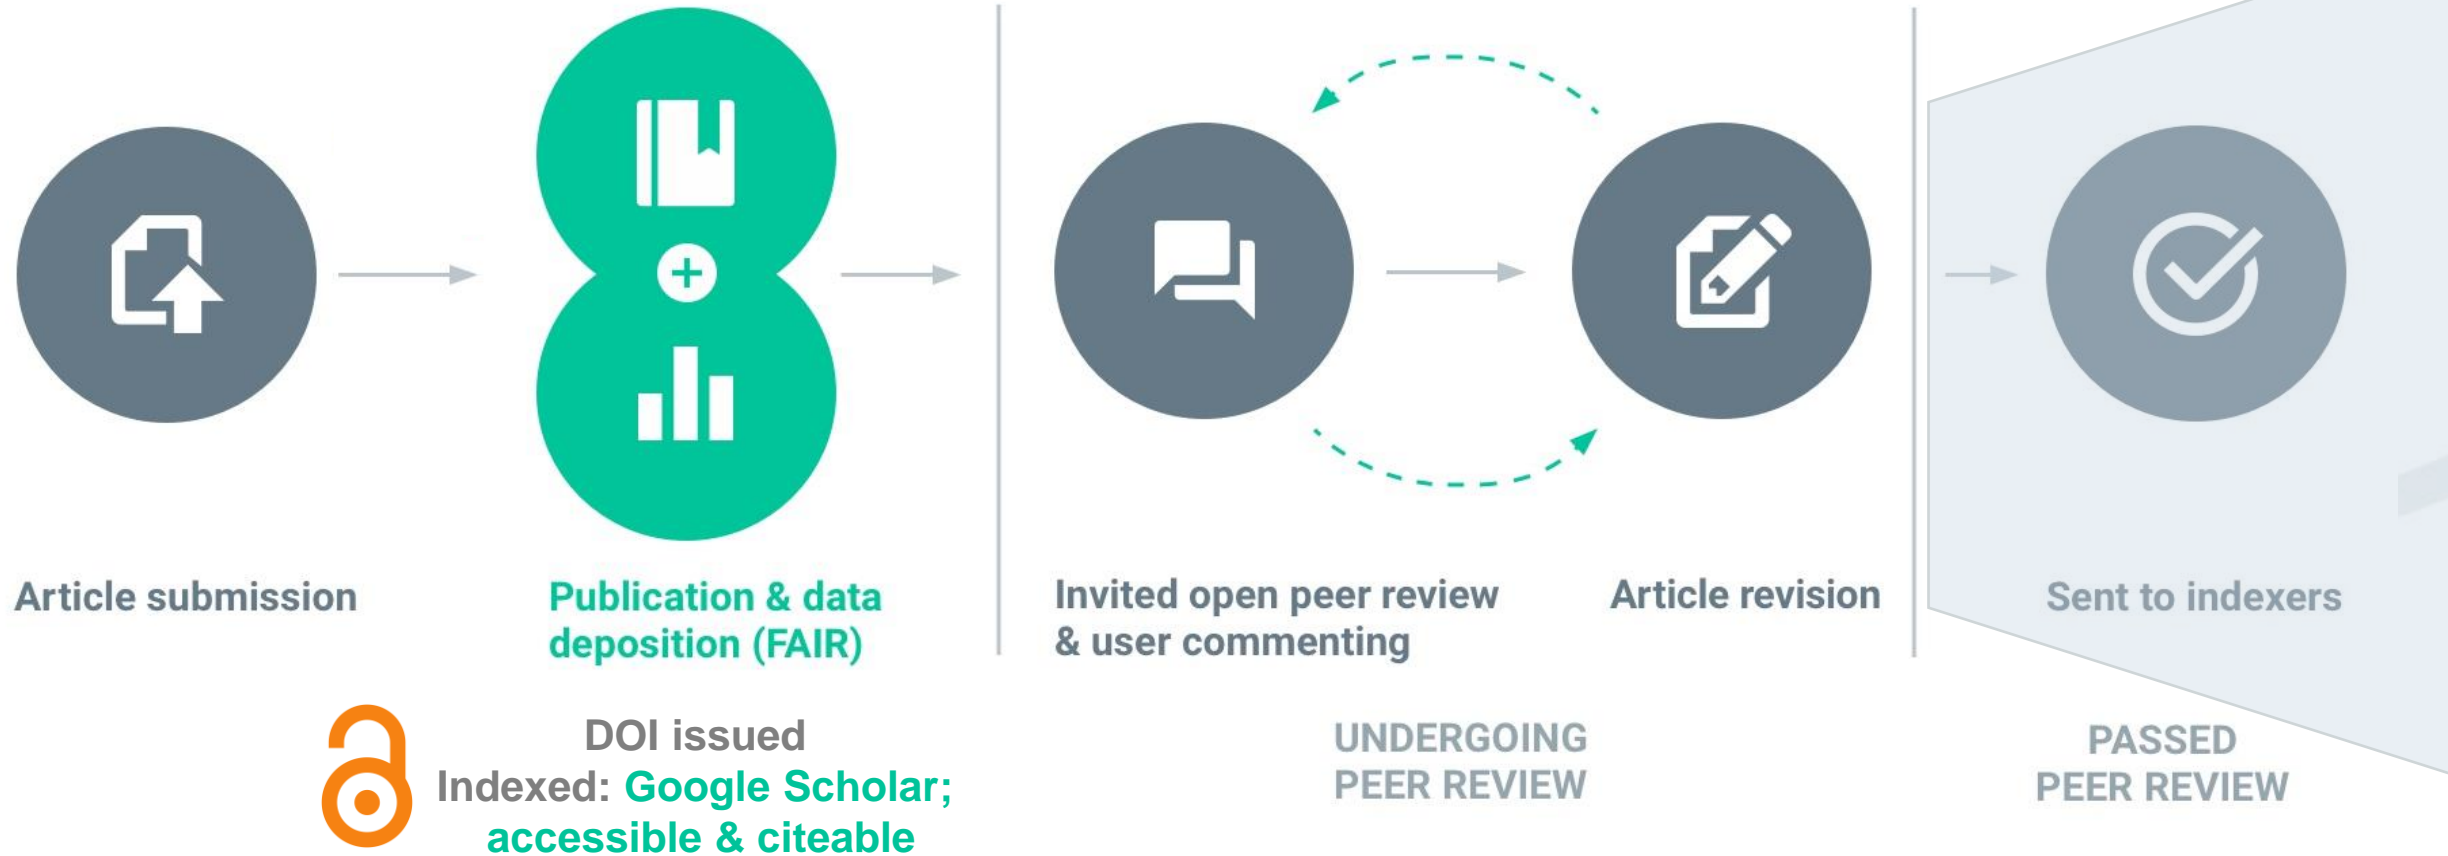 Article submission
Publication & data
deposition (FAIR)
Invited open peer review
& user commenting
Article revision
Sent to indexers
DOI issued
Indexed: Google Scholar;
accessible & citeable
UNDERGOING
PEER REVIEW
PASSED
PEER REVIEW